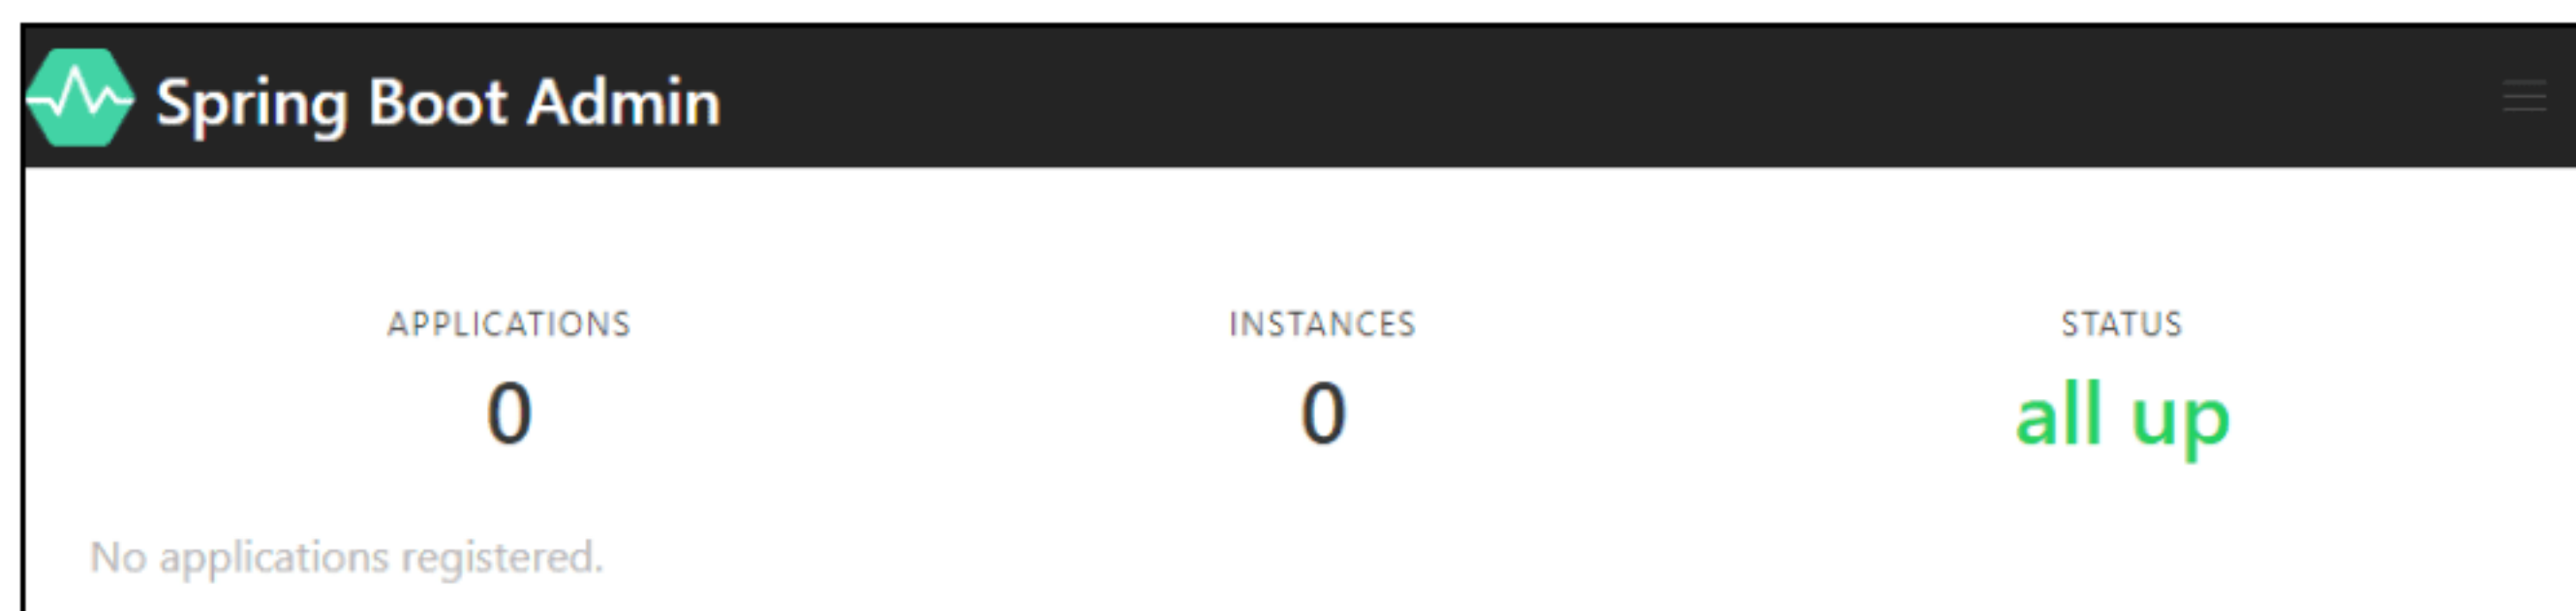 Spring Boot Admin
APPLICATIONS INSTANCES STATUS
0 0 all up
No applications registered.